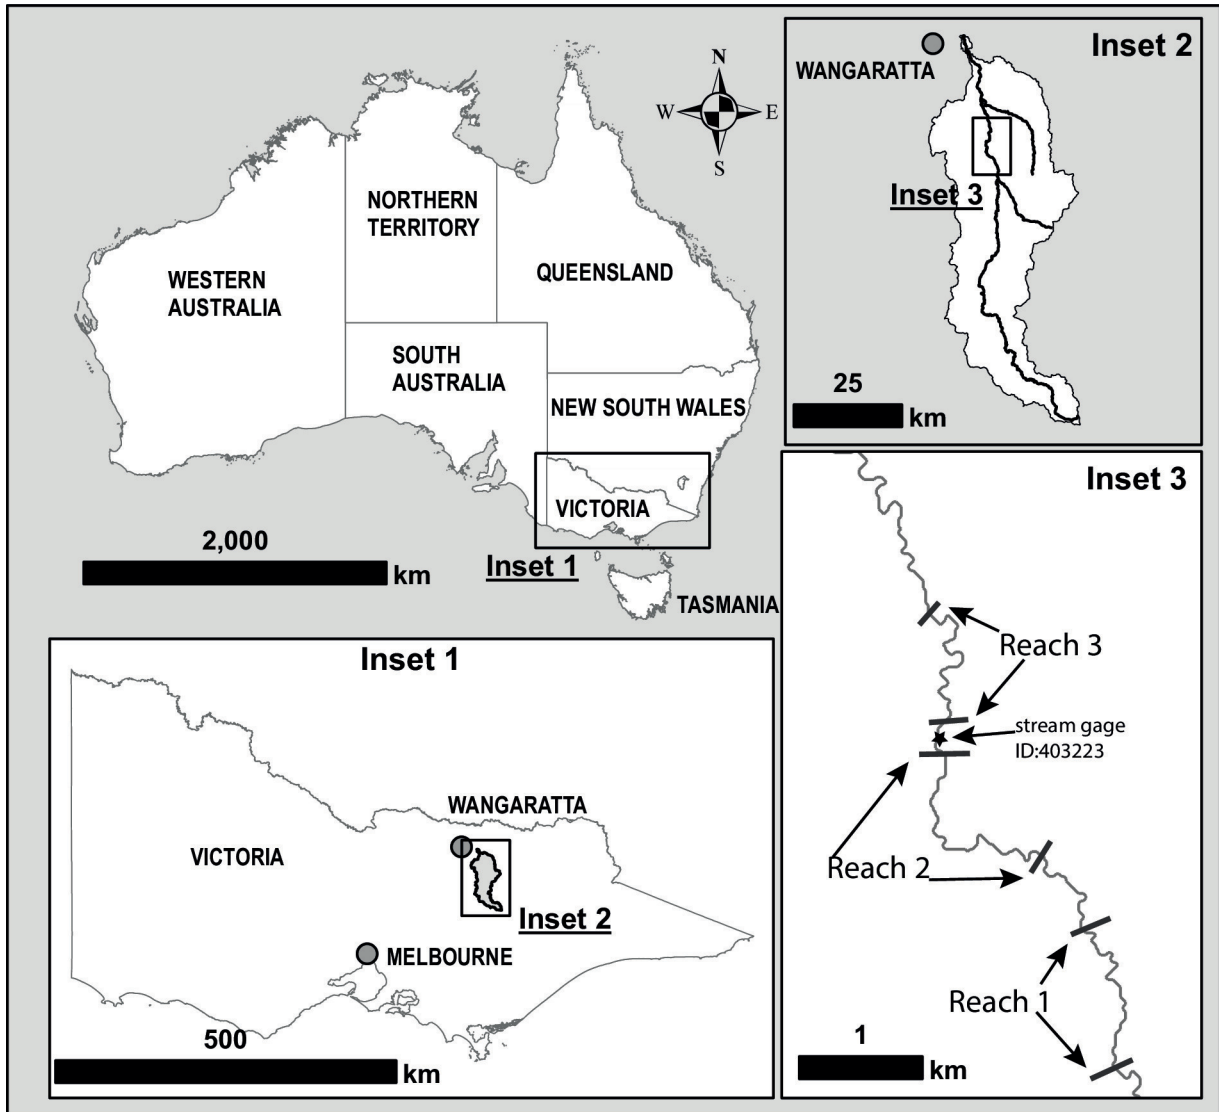 N
W
E
S
NORTHERN
TERRITORY
WESTERN
AUSTRALIA
QUEENSLAND
SOUTH
AUSTRALIA
NEW SOUTH WALES
VICTORIA
2,000
km
Inset 1
TASMANIA
Inset 2
WANGARATTA
Inset 3
25
km
Inset 1
WANGARATTA
VICTORIA
Inset 2
MELBOURNE
500
km
Inset 3
Reach 3
stream gage
ID:403223
Reach 2
Reach 1
1
km